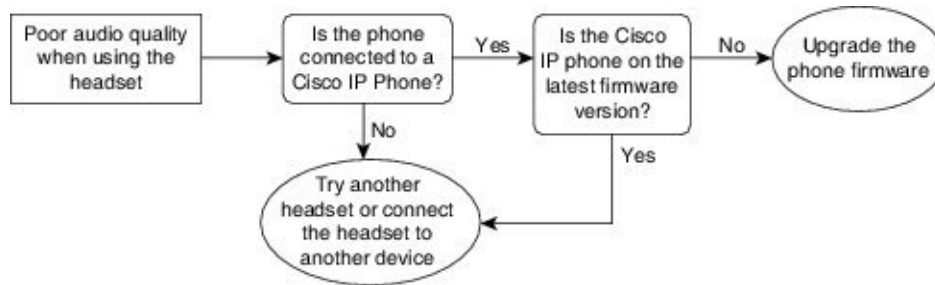 Poor audio quality
when using the
headset
Is the phone
connected to a
Cisco IP Phone?
Yes
Is the Cisco
IP phone on the
latest firmware
version?
No
Upgrade the
phone firmware
No
Yes
Try another
headset or connect
the headset to
another device